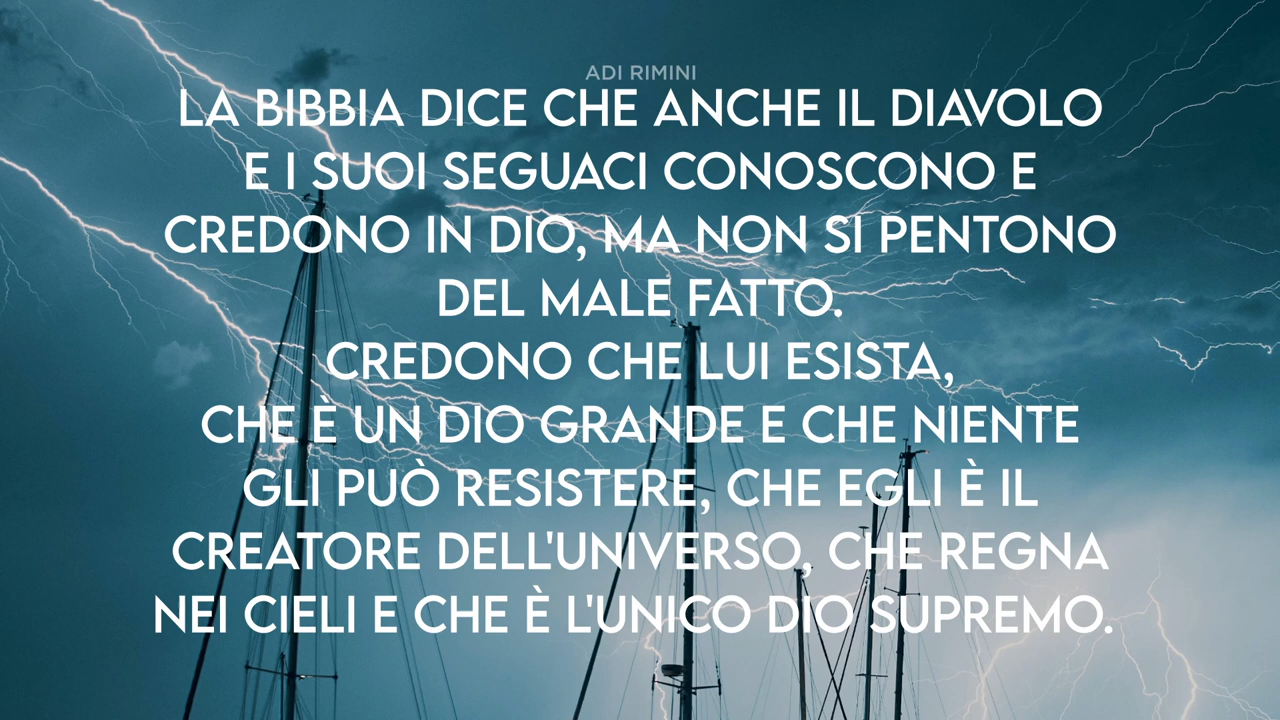 ADI RIMINI
LA BIBBIA DICE CHE ANCHE IL DIAVOLO
E I SUOI SEGUACI CONOSCONO E
CREDONO IN DIO, MA NON SI PENTONO
DEL MALE FATTO.
CREDONO CHE LUI ESISTA,
CHE È UN DIO GRANDE E CHE NIENTE
GLI PUÒ RESISTERE, CHE EGLI È IL
CREATORE DELL'UNIVERSO, CHE REGNA
NEI CIELI E CHE È L'UNICO DIO SUPREMO.